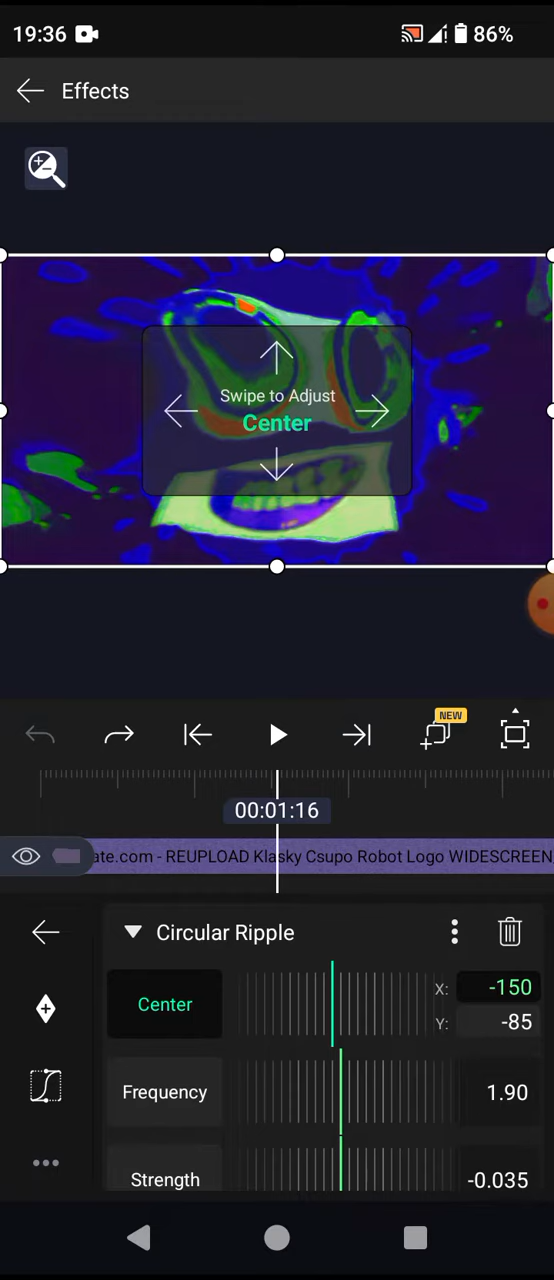 19:36 86%
Effects
Swipe to Adjust
Center
NEW
00:01:16
ate.com - REUPLOAD Klasky Csupo Robot Logo WIDESCREEN
Circular Ripple
Center X: -150
Y: -85
Frequency 1.90
Strength -0.035